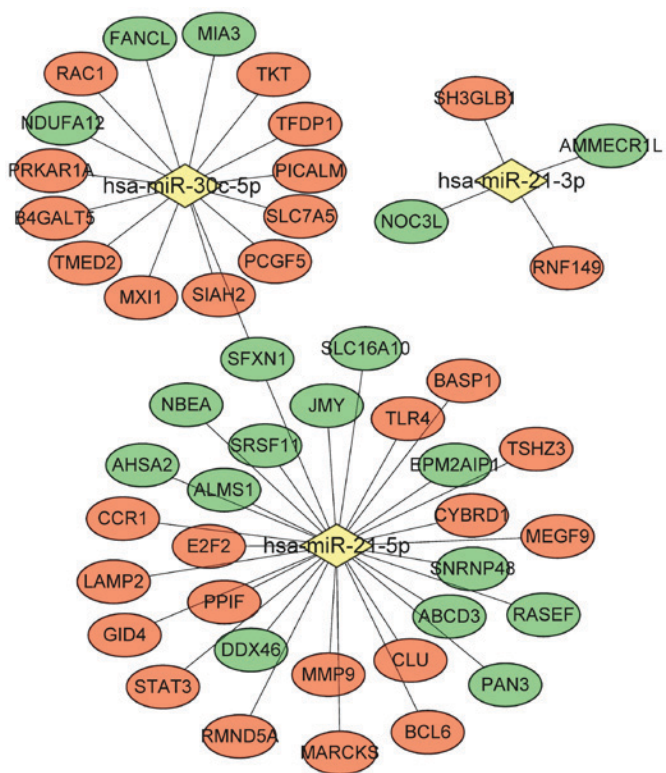 MIA3
FANCL
RAC1
TKT
NDUFA12
TFDP1
PRKAR1A
PICALM
hsa-miR-30c-5p
B4GALT5
SLC7A5
TMED2
PCGF5
MXI1
SIAH2
SH3GLB1
AMMECR1L
hsa-miR-21-3p
NOC3L
RNF149
SFXN1
SLC16A10
NBEA
JMY
BASP1
TLR4
SRSF11
TSHZ3
AHSA2
EPM2AIP1
ALMS1
CCR1
CYBRD1
E2F2
hsa-miR-21-5p
MEGF9
LAMP2
SNRNP48
PPIF
ABCD3
RASEF
GID4
DDX46
CLU
STAT3
MMP9
PAN3
RMND5A
BCL6
MARCKS